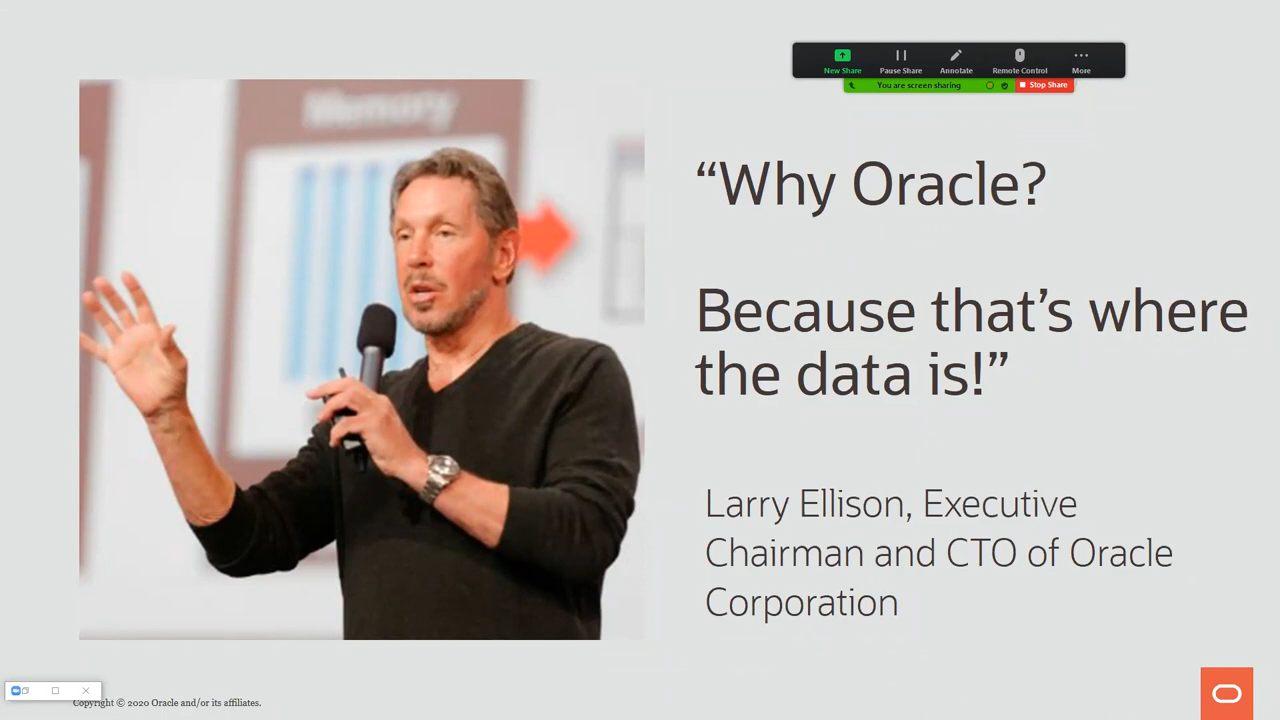 New Share
Pause Share
Annotate
Remote Control
More
You are screen sharing
Stop Share
Memory
“Why Oracle?
Because that’s where
the data is!”
Larry Ellison, Executive
Chairman and CTO of Oracle
Corporation
Copyright © 2020 Oracle and/or its affiliates.